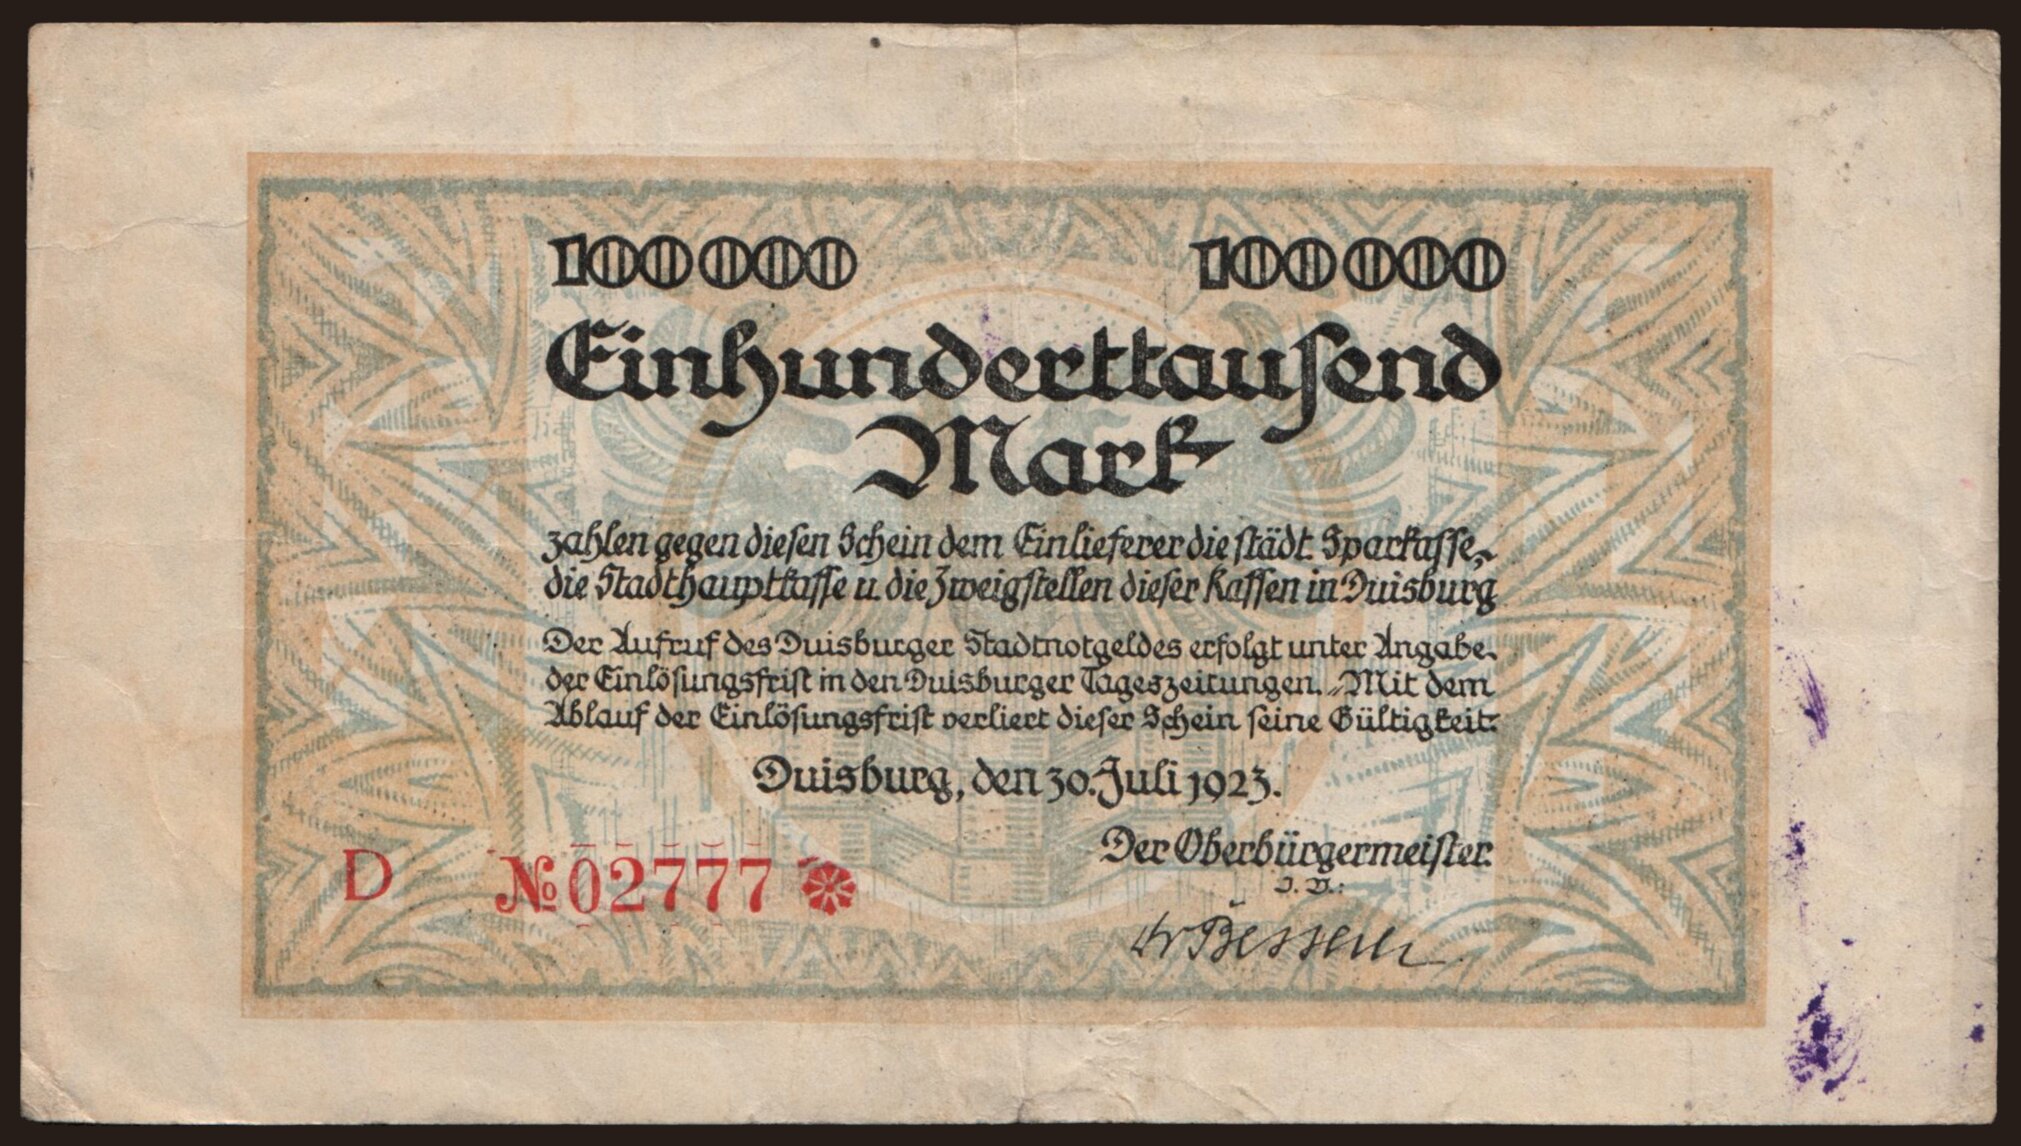 100000 100000
Einhunderttausend
Mark
zahlen gegen diesen Schein dem Einlieferer die städt. Sparkasse,
die Stadthauptkasse u. die Zweigstellen dieser Kassen in Duisburg
Der Aufruf des Duisburger Stadtnotgeldes erfolgt unter Angabe
der Einlösungsfrist in den Duisburger Tageszeitungen. Mit dem
Ablauf der Einlösungsfrist verliert dieser Schein seine Gültigkeit.
Duisburg, den 30. Juli 1923.
Der Oberbürgermeister
J. V.:
D № 02777